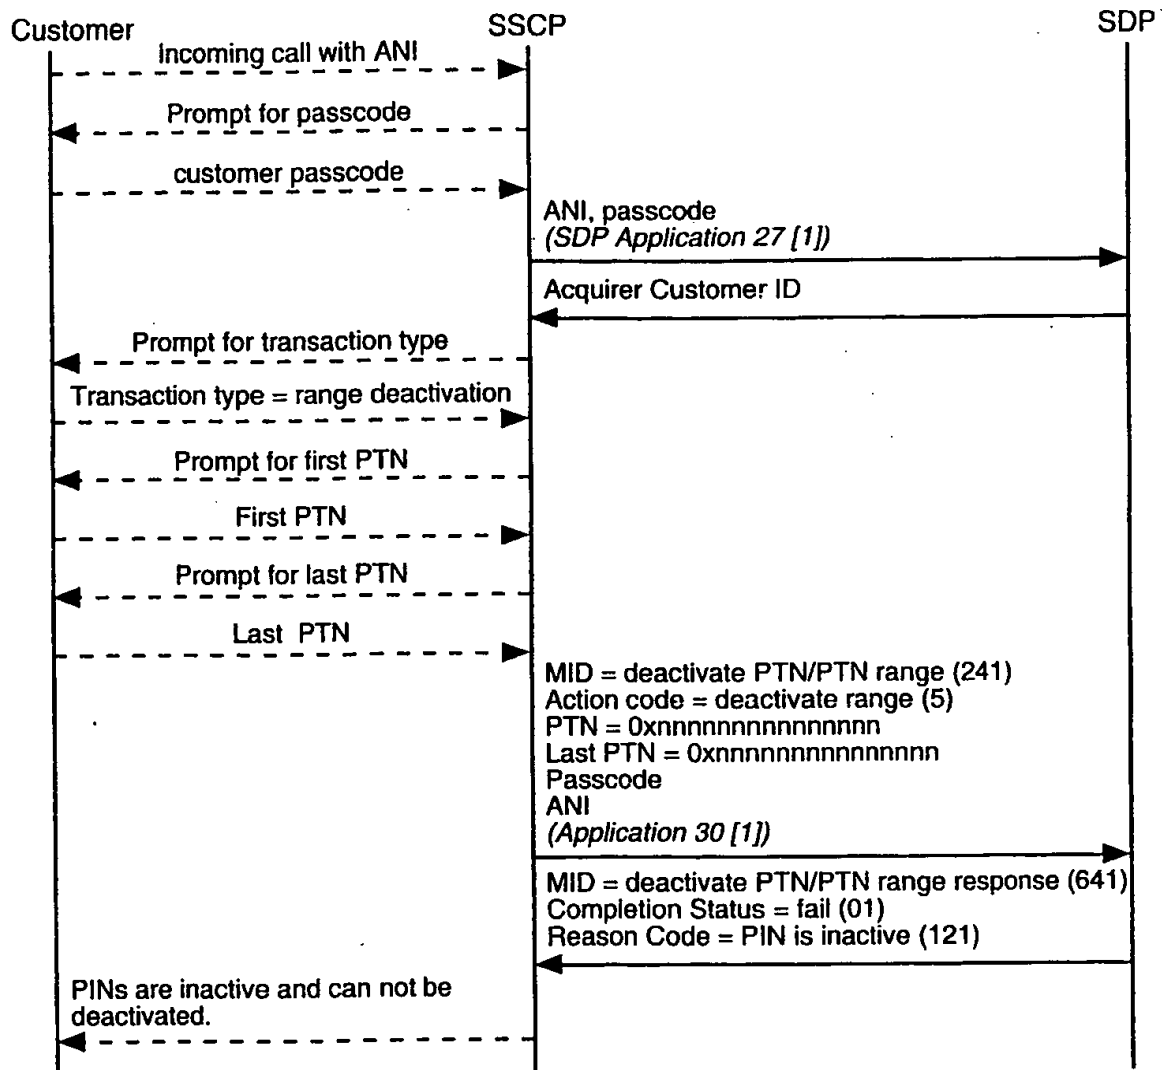 Customer
SSCP
SDP
Incoming call with ANI
Prompt for passcode
customer passcode
ANI, passcode
(SDP Application 27 [1])
Acquirer Customer ID
Prompt for transaction type
Transaction type = range deactivation
Prompt for first PTN
First PTN
Prompt for last PTN
Last PTN
MID = deactivate PTN/PTN range (241)
Action code = deactivate range (5)
PTN = 0xnnnnnnnnnnnnnnnn
Last PTN = 0xnnnnnnnnnnnnnnnn
Passcode
ANI
(Application 30 [1])
MID = deactivate PTN/PTN range response (641)
Completion Status = fail (01)
Reason Code = PIN is inactive (121)
PINs are inactive and can not be
deactivated.